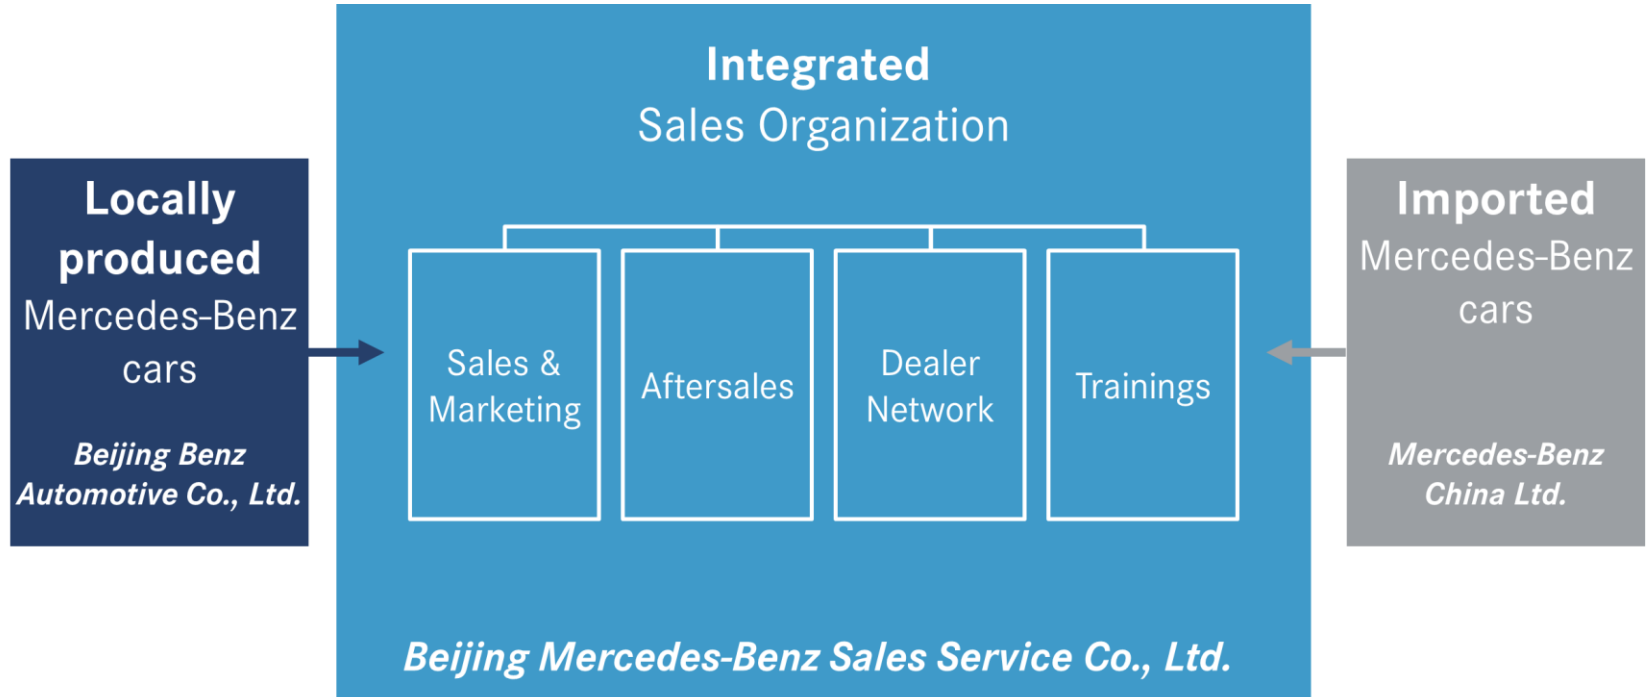 Locally
produced
Mercedes-Benz
cars
Beijing Benz
Automotive Co., Ltd.
Integrated
Sales Organization
Sales &
Marketing
Aftersales
Dealer
Network
Trainings
Beijing Mercedes-Benz Sales Service Co., Ltd.
Imported
Mercedes-Benz
cars
Mercedes-Benz
China Ltd.